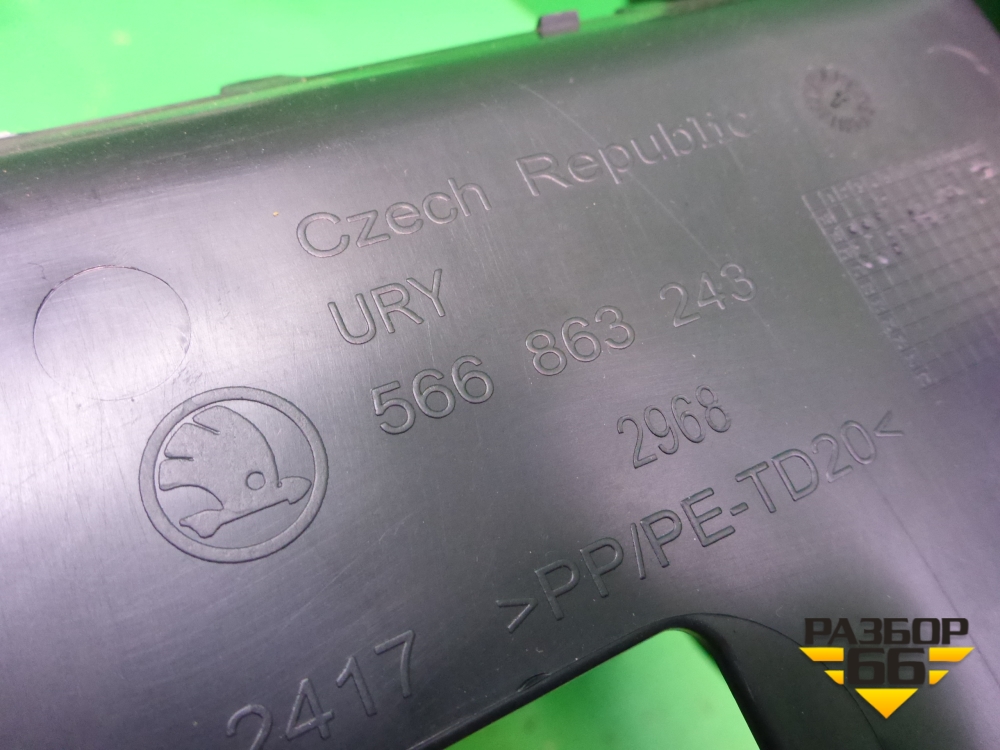 Czech Republic
URY
566 863 243
2968
>PP/PE-TD20<
2417
РАЗБОР
66